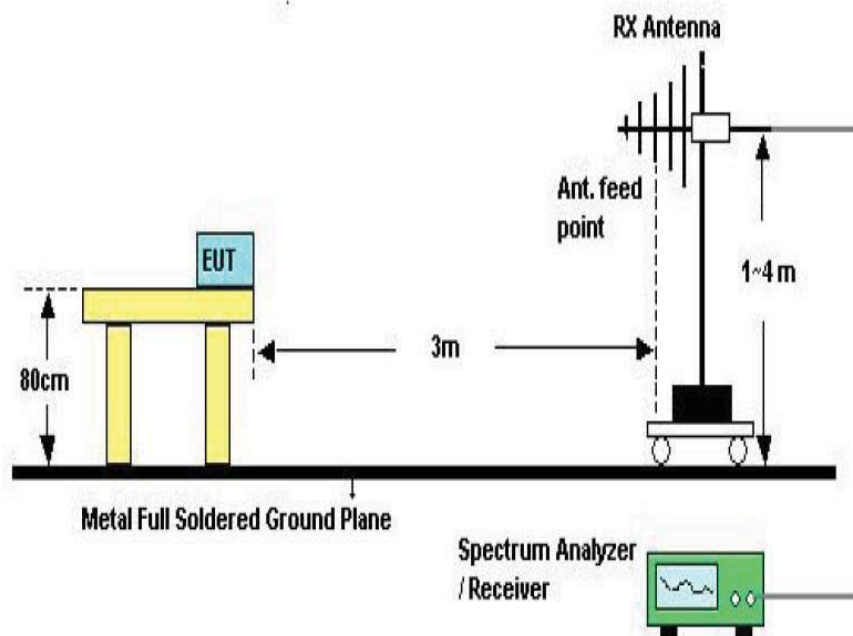 RX Antenna
Ant. feed
point
EUT
1~4 m
3m
80cm
Metal Full Soldered Ground Plane
Spectrum Analyzer
/ Receiver